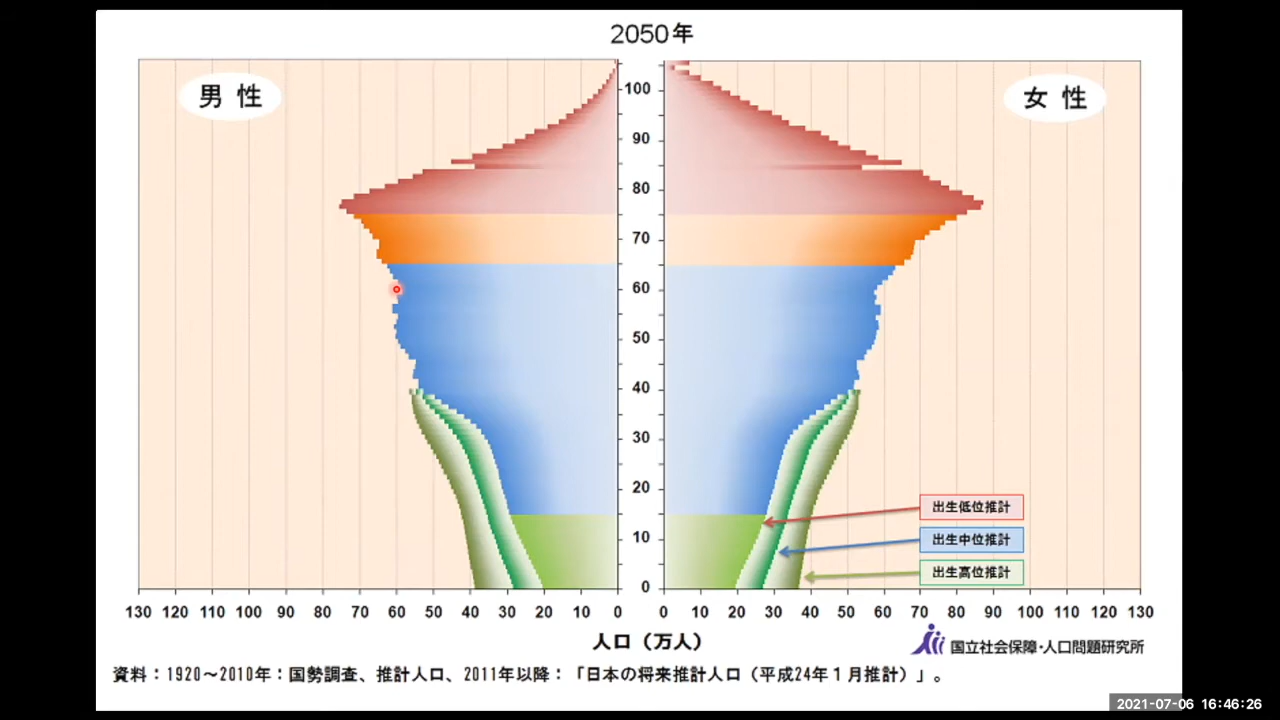 2050年
男 性
女 性
100
90
80
70
60
50
40
30
20
10
0
出生低位推計
出生中位推計
出生高位推計
130 120 110 100 90 80 70 60 50 40 30 20 10 0
0 10 20 30 40 50 60 70 80 90 100 110 120 130
人口（万人）
国立社会保障・人口問題研究所
資料：1920～2010年：国勢調査、推計人口、2011年以降：「日本の将来推計人口（平成24年１月推計）」。
2021-07-06 16:46:26